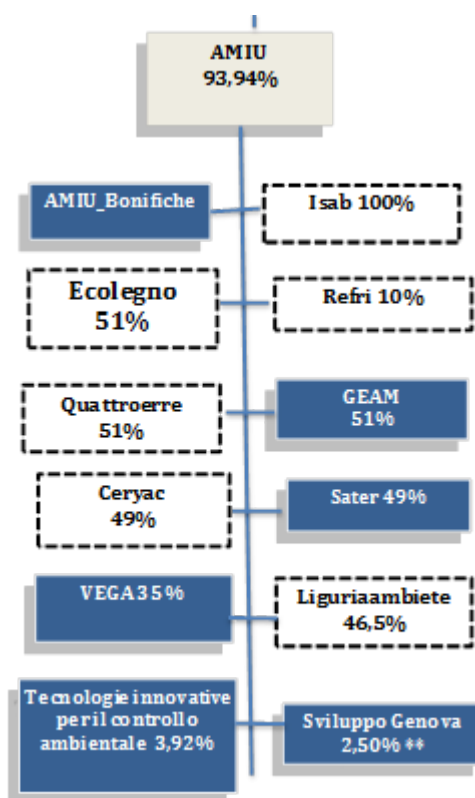 AMIU
93,94%
AMIU_Bonifiche
Isab 100%
Ecolegno
51%
Refri 10%
Quattroerre
51%
GEAM
51%
Ceryac
49%
Sater 49%
VEGA 35%
Liguriaambiete
46,5%
Tecnologie innovative
per il controllo
ambientale 3,92%
Sviluppo Genova
2,50% **